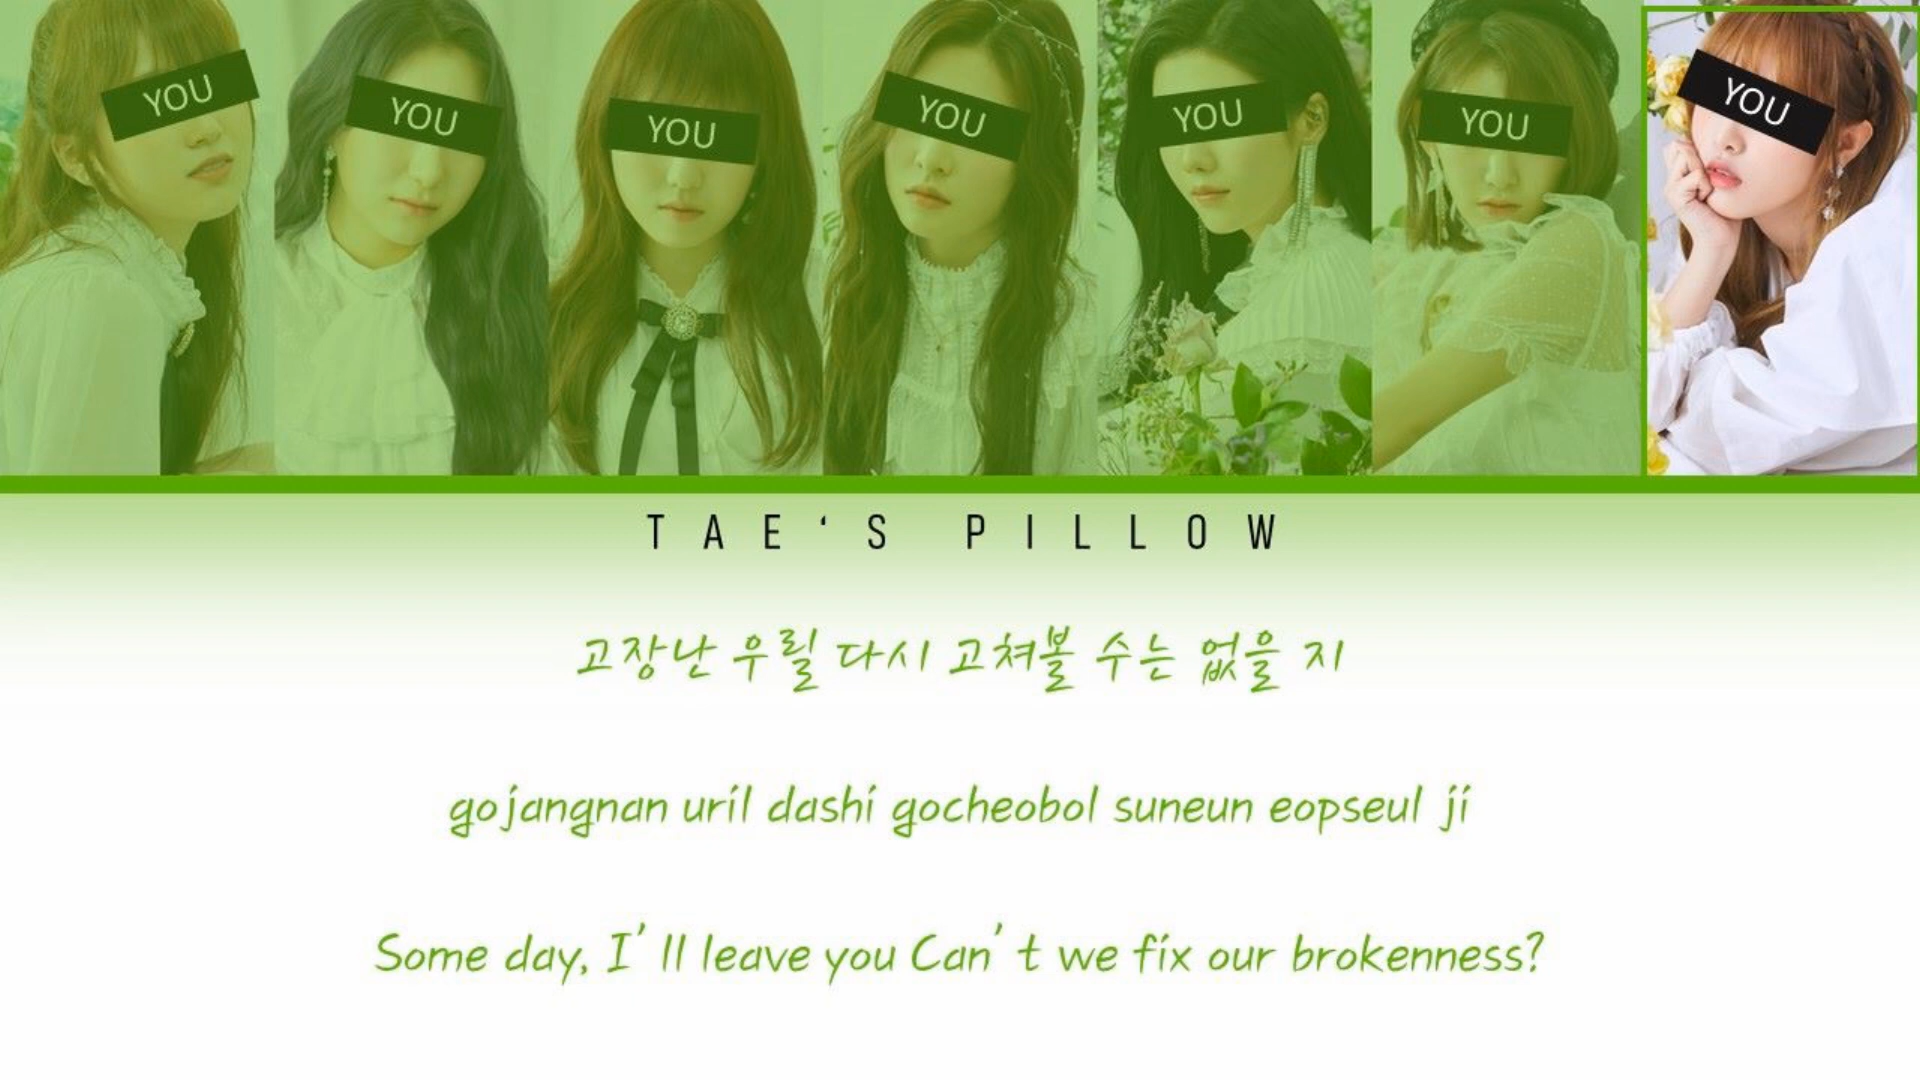 YOU YOU YOU YOU YOU YOU YOU
TAE‘S PILLOW
고장난 우릴 다시 고쳐볼 수는 없을 지
gojangnan uril dashi gocheobol suneun eopseul ji
Some day, I’ll leave you Can’t we fix our brokenness?